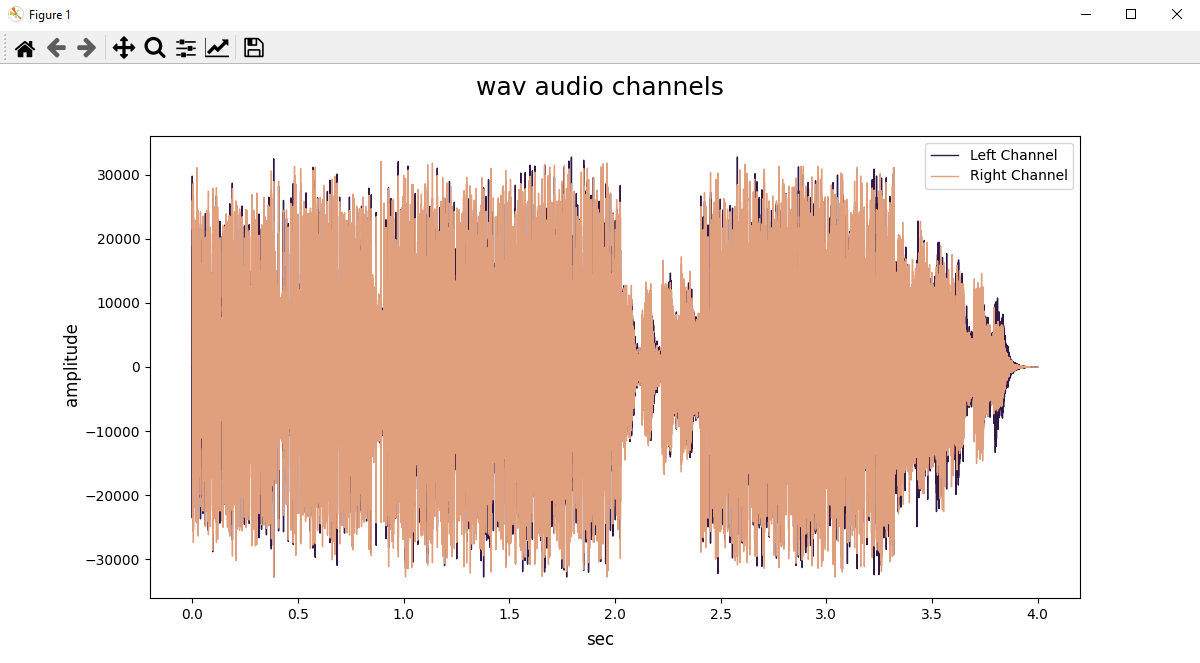 Figure 1
wav audio channels
Left Channel
Right Channel
30000
20000
10000
0
−10000
−20000
−30000
amplitude
0.0 0.5 1.0 1.5 2.0 2.5 3.0 3.5 4.0
sec